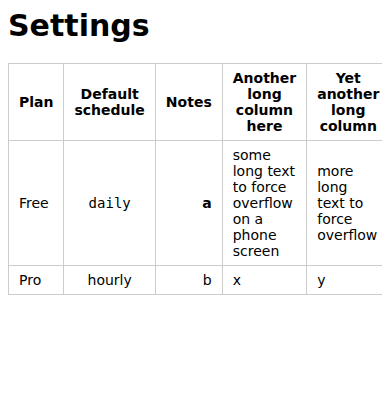 Settings
Plan
Default
schedule
Notes
Another
long
column
here
Yet
another
long
column
Free
daily
a
some
long text
to force
overflow
on a
phone
screen
more
long
text to
force
overflow
Pro
hourly
b
x
y